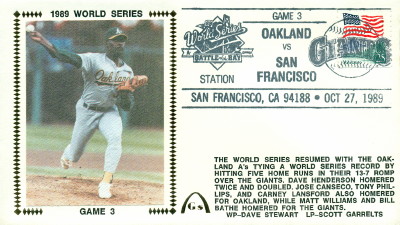 1989 WORLD SERIES
Oakland
GAME 3
World Series
BATTLE of the BAY
STATION
GAME 3
OAKLAND
VS
SAN
FRANCISCO
GIANTS
SAN FRANCISCO, CA 94188 • OCT 27, 1989
THE WORLD SERIES RESUMED WITH THE OAK-
LAND A's TYING A WORLD SERIES RECORD BY
HITTING FIVE HOME RUNS IN THEIR 13-7 ROMP
OVER THE GIANTS. DAVE HENDERSON HOMERED
TWICE AND DOUBLED. JOSE CANSECO, TONY PHIL-
LIPS, AND CARNEY LANSFORD ALSO HOMERED
FOR OAKLAND, WHILE MATT WILLIAMS AND BILL
BATHE HOMERED FOR THE GIANTS.
WP–DAVE STEWART LP–SCOTT GARRELTS
GS